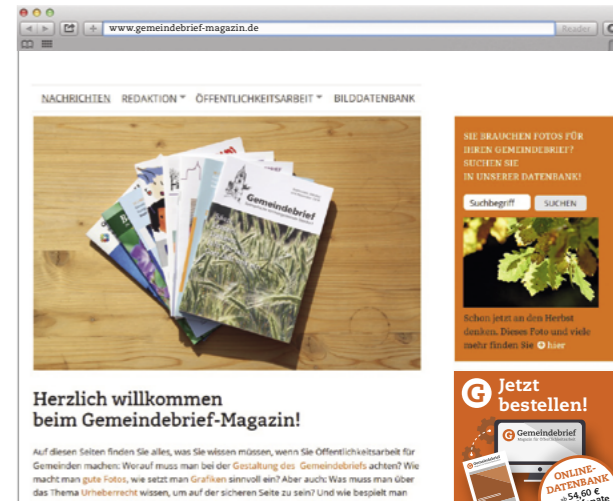 www.gemeindebrief-magazin.de
Reader
NACHRICHTEN REDAKTION ÖFFENTLICHKEITSARBEIT BILDDATENBANK
Gemeindebrief
SIE BRAUCHEN FOTOS FÜR
IHREN GEMEINDEBRIEF?
SUCHEN SIE
IN UNSERER DATENBANK!
Suchbegriff SUCHEN
Schon jetzt an den Herbst
denken. Dieses Foto und viele
mehr finden Sie hier
Herzlich willkommen
beim Gemeindebrief-Magazin!
Auf diesen Seiten finden Sie alles, was Sie wissen müssen, wenn Sie Öffentlichkeitsarbeit für
Gemeinden machen: Worauf muss man bei der Gestaltung des Gemeindebriefs achten? Wie
macht man gute Fotos, wie setzt man Grafiken sinnvoll ein? Aber auch: Was muss man über
das Thema Urheberrecht wissen, um auf der sicheren Seite zu sein? Und wie bespielt man
G Jetzt
bestellen!
G Gemeindebrief
Magazin für Öffentlichkeitsarbeit
ONLINE-
DATENBANK
ab 54,60 €